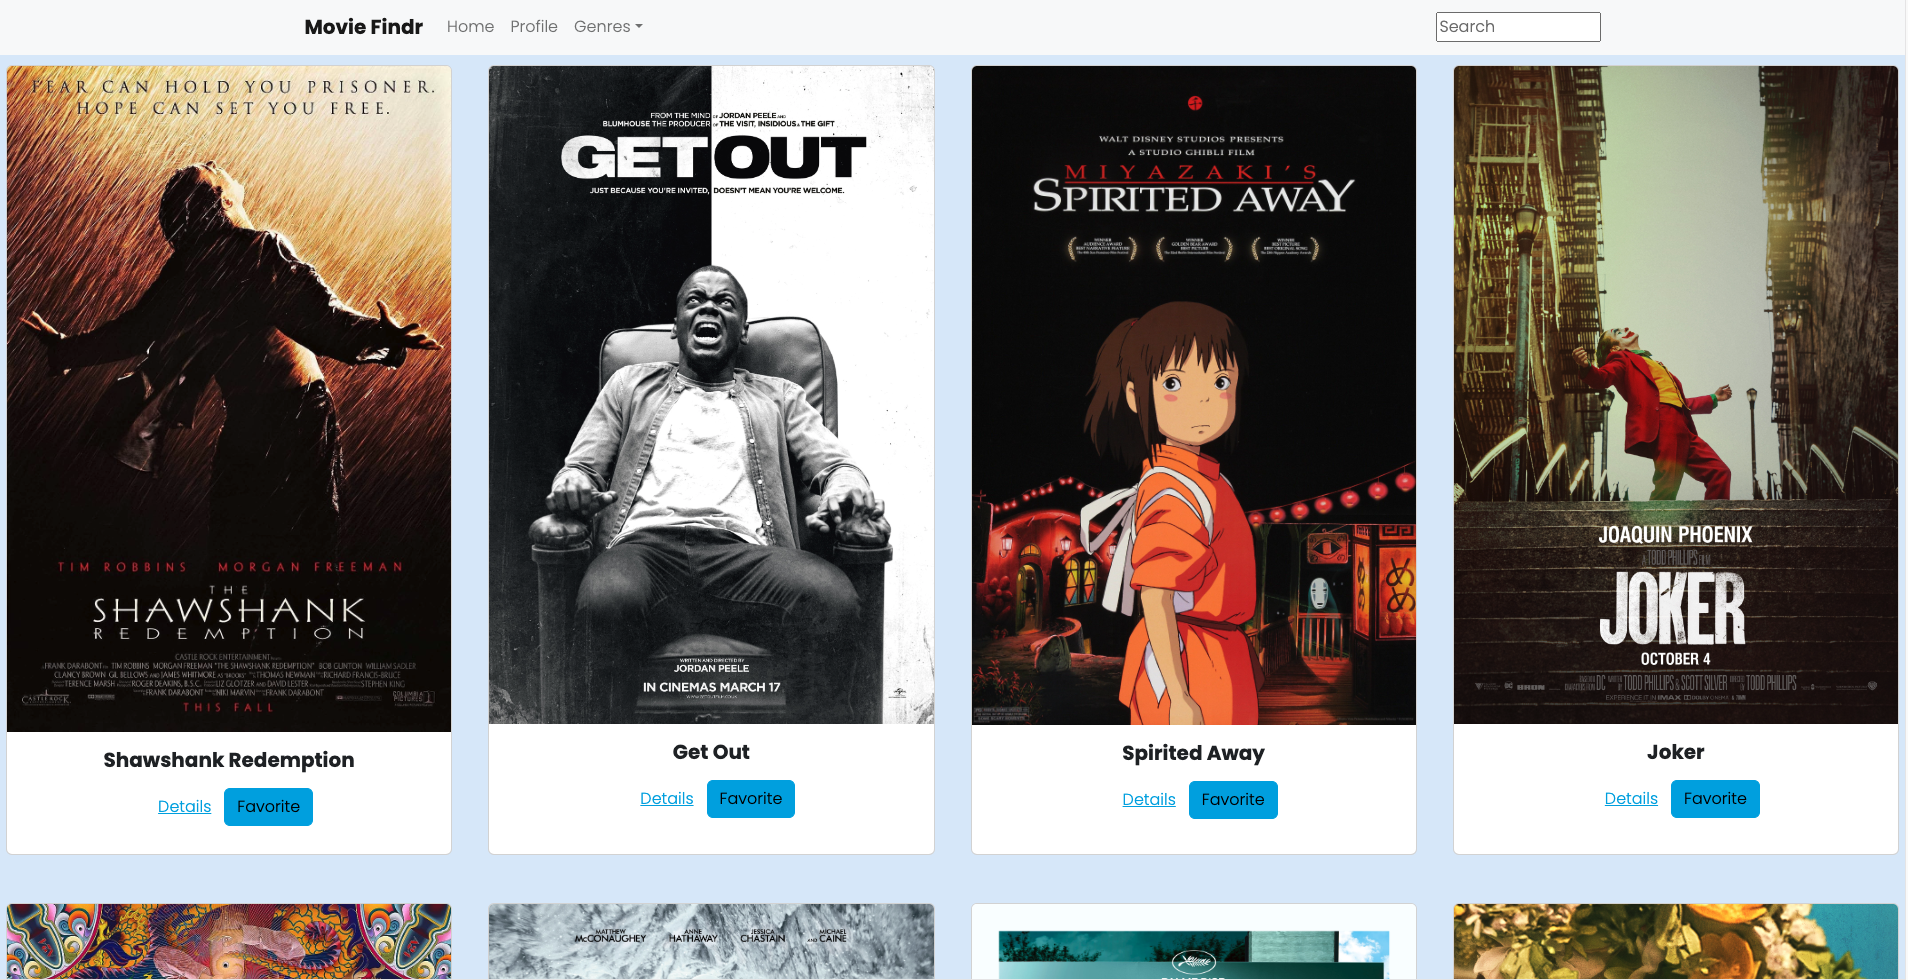 Movie Findr Home Profile Genres Search
FEAR CAN HOLD YOU PRISONER.
HOPE CAN SET YOU FREE.
TIM ROBBINS MORGAN FREEMAN
THE
SHAWSHANK
REDEMPTION
CASTLE ROCK ENTERTAINMENT
THIS FALL
Shawshank Redemption
Details Favorite
FROM THE MIND OF JORDAN PEELE AND
BLUMHOUSE THE PRODUCER OF THE VISIT, INSIDIOUS & THE GIFT
GET OUT
JUST BECAUSE YOU'RE INVITED, DOESN'T MEAN YOU'RE WELCOME.
WRITTEN AND DIRECTED BY
JORDAN PEELE
IN CINEMAS MARCH 17
Get Out
Details Favorite
WALT DISNEY STUDIOS PRESENTS
A STUDIO GHIBLI FILM
MIYAZAKI'S
SPIRITED AWAY
Spirited Away
Details Favorite
JOAQUIN PHOENIX
A TODD PHILLIPS FILM
JOKER
OCTOBER 4
Joker
Details Favorite
MATTHEW McCONAUGHEY ANNE HATHAWAY JESSICA CHASTAIN AND MICHAEL CAINE